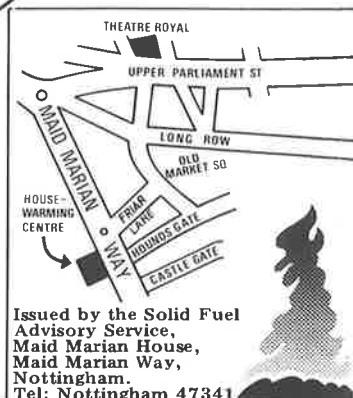 THEATRE ROYAL
UPPER PARLIAMENT ST
MAID MARIAN WAY
LONG ROW
OLD
MARKET SQ
HOUSE-
WARMING
CENTRE
FRIAR
LANE
HOUNDS GATE
CASTLE GATE
Issued by the Solid Fuel
Advisory Service,
Maid Marian House,
Maid Marian Way,
Nottingham.
Tel: Nottingham 47341